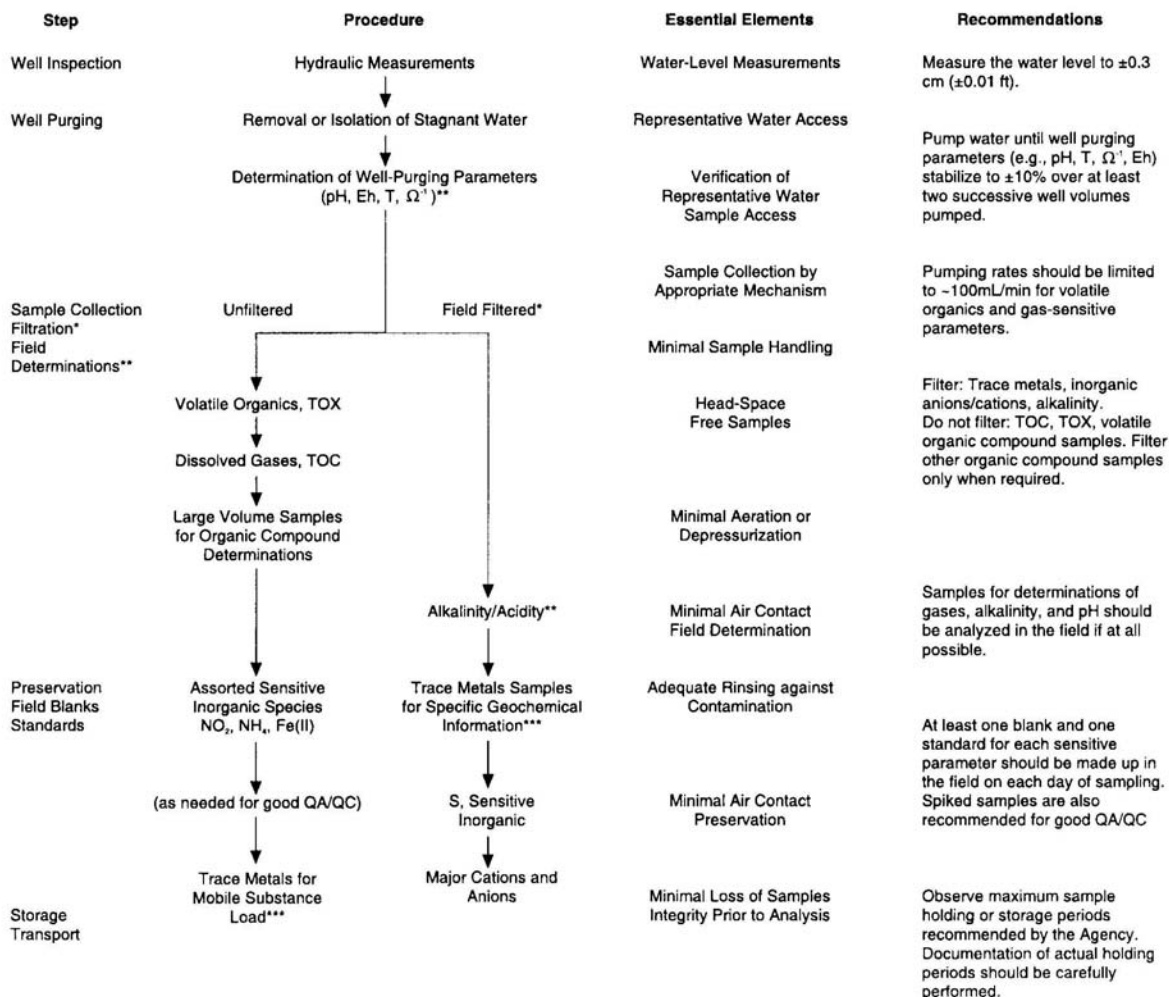 Step Procedure Essential Elements Recommendations
Well Inspection Hydraulic Measurements Water-Level Measurements Measure the water level to ±0.3
cm (±0.01 ft).
Well Purging Removal or Isolation of Stagnant Water Representative Water Access
Pump water until well purging
parameters (e.g., pH, T, Ω⁻¹, Eh)
stabilize to ±10% over at least
two successive well volumes
pumped.
Determination of Well-Purging Parameters
(pH, Eh, T, Ω⁻¹)**
Verification of
Representative Water
Sample Access
Sample Collection by
Appropriate Mechanism
Pumping rates should be limited
to ~100mL/min for volatile
organics and gas-sensitive
parameters.
Sample Collection
Filtration*
Field
Determinations**
Unfiltered Field Filtered*
Minimal Sample Handling
Volatile Organics, TOX
Head-Space
Free Samples
Filter: Trace metals, inorganic
anions/cations, alkalinity.
Do not filter: TOC, TOX, volatile
organic compound samples. Filter
other organic compound samples
only when required.
Dissolved Gases, TOC
Large Volume Samples
for Organic Compound
Determinations
Minimal Aeration or
Depressurization
Alkalinity/Acidity**
Minimal Air Contact
Field Determination
Samples for determinations of
gases, alkalinity, and pH should
be analyzed in the field if at all
possible.
Preservation
Field Blanks
Standards
Assorted Sensitive
Inorganic Species
NO₂, NH₄, Fe(II)
Trace Metals Samples
for Specific Geochemical
Information***
Adequate Rinsing against
Contamination
At least one blank and one
standard for each sensitive
parameter should be made up in
the field on each day of sampling.
Spiked samples are also
recommended for good QA/QC
(as needed for good QA/QC)
S, Sensitive
Inorganic
Minimal Air Contact
Preservation
Trace Metals for
Mobile Substance
Load***
Major Cations and
Anions
Storage
Transport
Minimal Loss of Samples
Integrity Prior to Analysis
Observe maximum sample
holding or storage periods
recommended by the Agency.
Documentation of actual holding
periods should be carefully
performed.